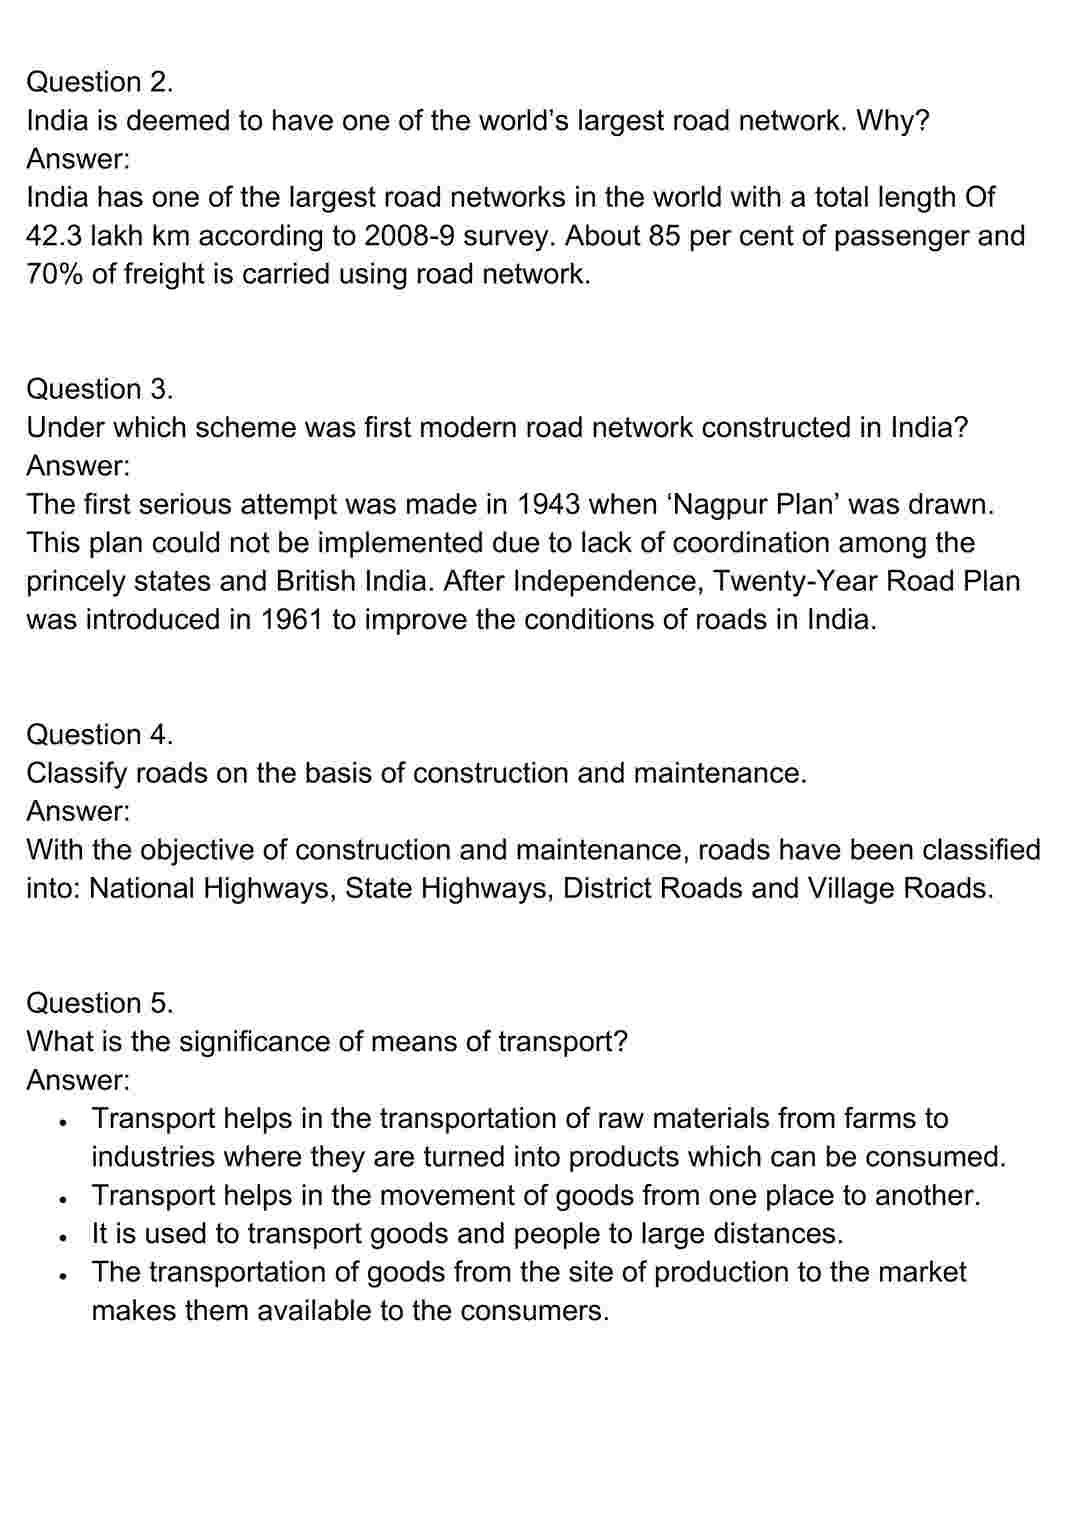 Question 2.
India is deemed to have one of the world’s largest road network. Why?
Answer:
India has one of the largest road networks in the world with a total length Of
42.3 lakh km according to 2008-9 survey. About 85 per cent of passenger and
70% of freight is carried using road network.
Question 3.
Under which scheme was first modern road network constructed in India?
Answer:
The first serious attempt was made in 1943 when ‘Nagpur Plan’ was drawn.
This plan could not be implemented due to lack of coordination among the
princely states and British India. After Independence, Twenty-Year Road Plan
was introduced in 1961 to improve the conditions of roads in India.
Question 4.
Classify roads on the basis of construction and maintenance.
Answer:
With the objective of construction and maintenance, roads have been classified
into: National Highways, State Highways, District Roads and Village Roads.
Question 5.
What is the significance of means of transport?
Answer:
• Transport helps in the transportation of raw materials from farms to
industries where they are turned into products which can be consumed.
• Transport helps in the movement of goods from one place to another.
• It is used to transport goods and people to large distances.
• The transportation of goods from the site of production to the market
makes them available to the consumers.